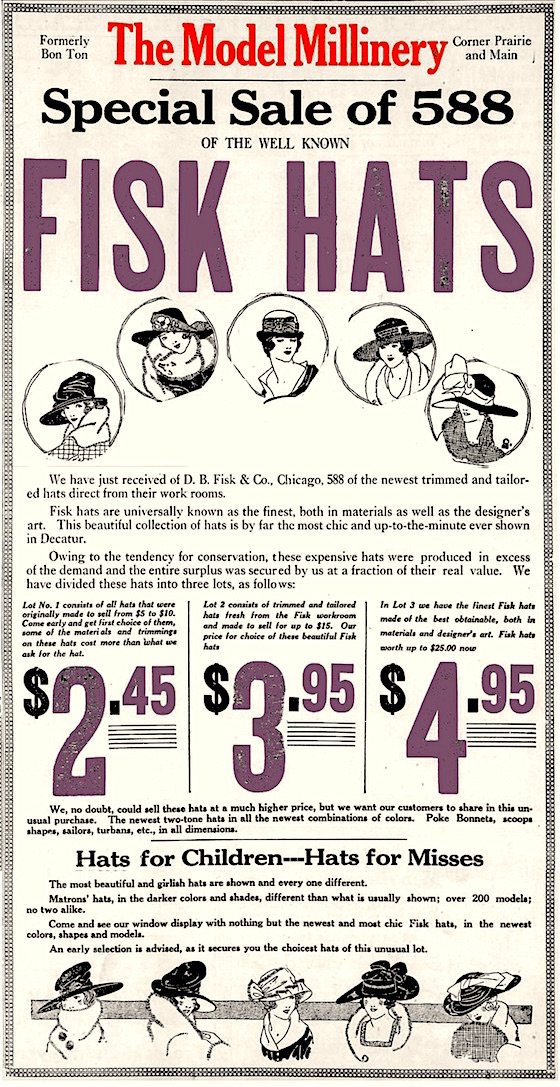 Formerly
Bon Ton
The Model Millinery
Corner Prairie
and Main
Special Sale of 588
OF THE WELL KNOWN
FISK HATS
We have just received of D. B. Fisk & Co., Chicago, 588 of the newest trimmed and tailor-
ed hats direct from their work rooms.
Fisk hats are universally known as the finest, both in materials as well as the designer's
art. This beautiful collection of hats is by far the most chic and up-to-the-minute ever shown
in Decatur.
Owing to the tendency for conservation, these expensive hats were produced in excess
of the demand and the entire surplus was secured by us at a fraction of their real value. We
have divided these hats into three lots, as follows:
Lot No. 1 consists of all hats that were
originally made to sell from $5 to $10.
Come early and get first choice of them,
some of the materials and trimmings
on these hats cost more than what we
ask for the hat.
$2.45
Lot 2 consists of trimmed and tailored
hats fresh from the Fisk workroom
and made to sell for up to $15. Our
price for choice of these beautiful Fisk
hats
$3.95
In Lot 3 we have the finest Fisk hats
made of the best obtainable, both in
materials and designer's art. Fisk hats
worth up to $25.00 now
$4.95
We, no doubt, could sell these hats at a much higher price, but we want our customers to share in this un-
usual purchase. The newest two-tone hats in all the newest combinations of colors. Poke Bonnets, scoops
shapes, sailors, turbans, etc., in all dimensions.
Hats for Children---Hats for Misses
The most beautiful and girlish hats are shown and every one different.
Matrons' hats, in the darker colors and shades, different than what is usually shown; over 200 models;
no two alike.
Come and see our window display with nothing but the newest and most chic Fisk hats, in the newest
colors, shapes and models.
An early selection is advised, as it secures you the choicest hats of this unusual lot.